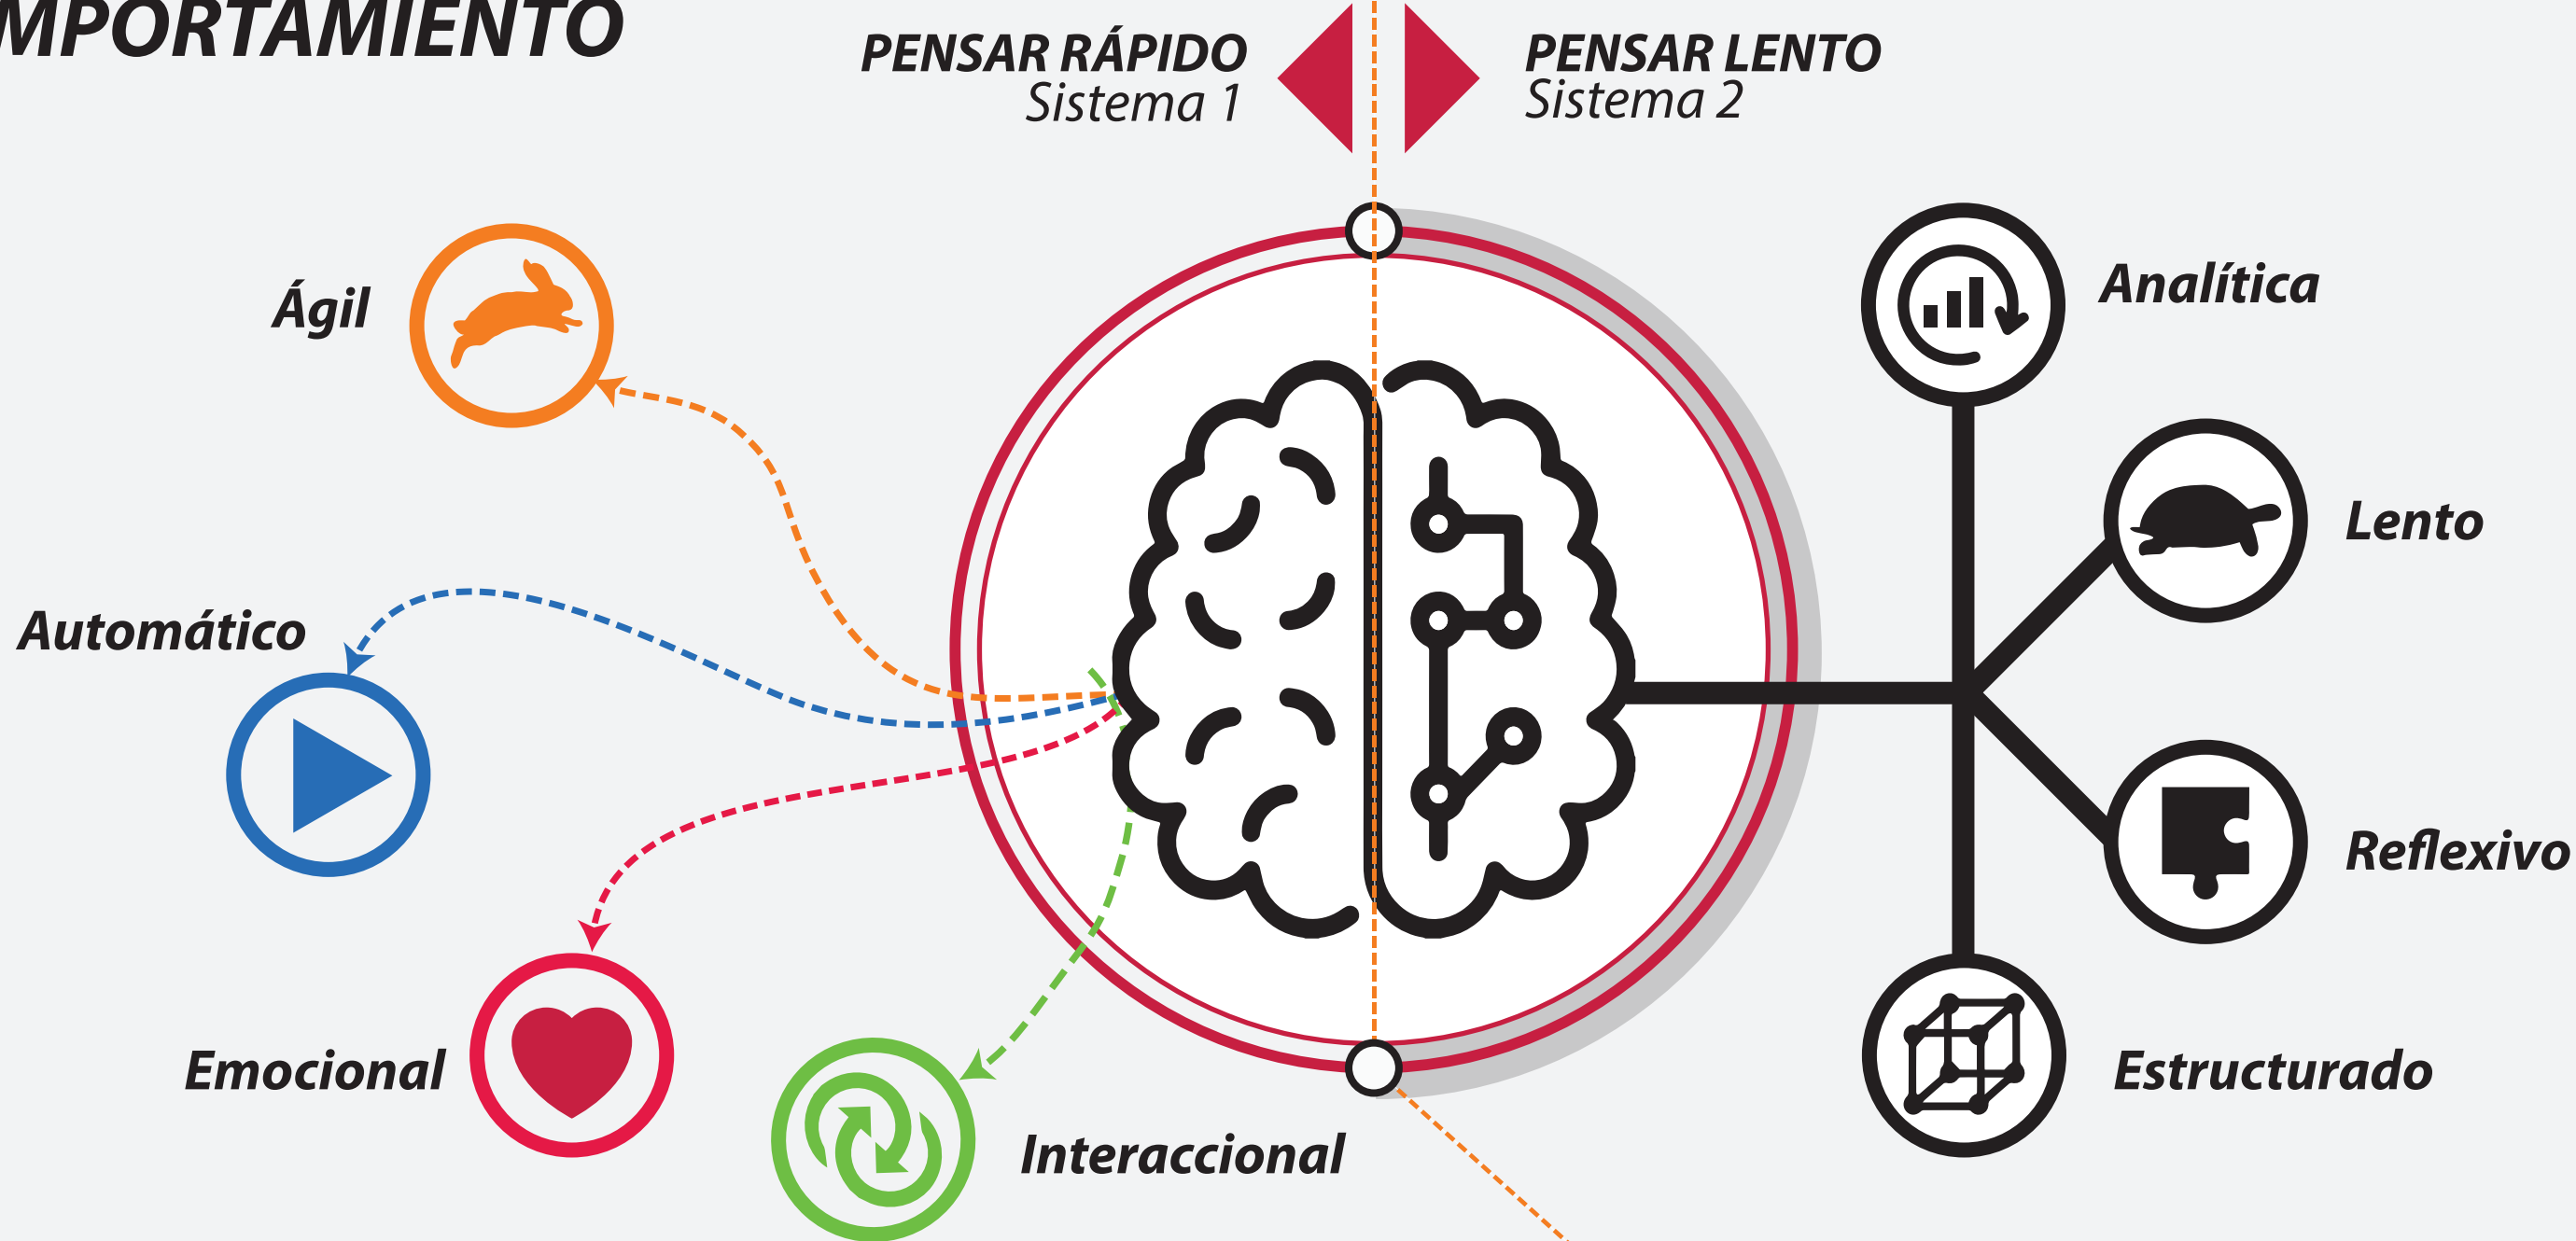 MPORTAMIENTO
PENSAR RÁPIDO
Sistema 1
PENSAR LENTO
Sistema 2
Ágil
Automático
Emocional
Interaccional
Analítica
Lento
Reflexivo
Estructurado